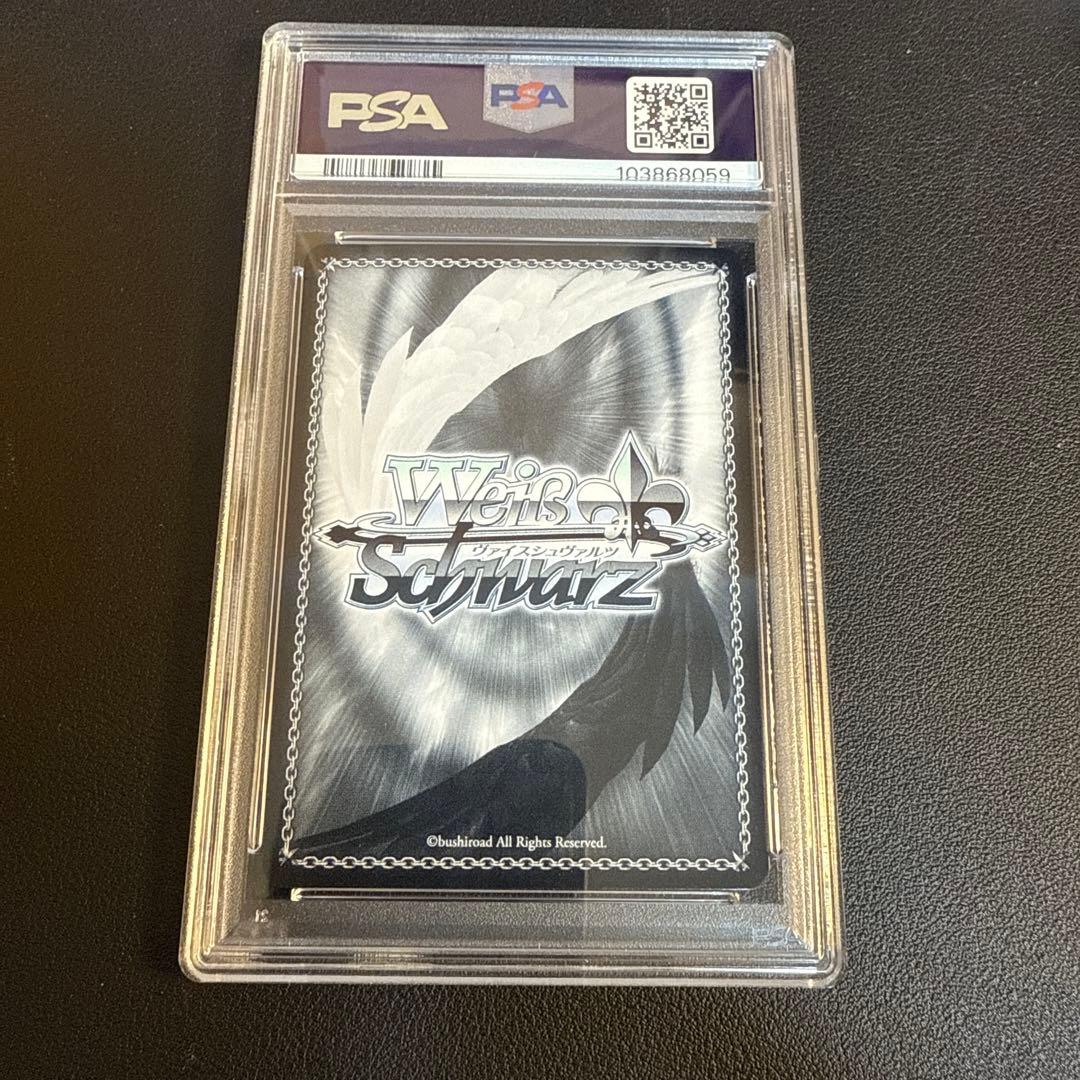 PSA
PSA
103868059
Weiß
ヴァイスシュヴァルツ
Schwarz
©bushiroad All Rights Reserved.